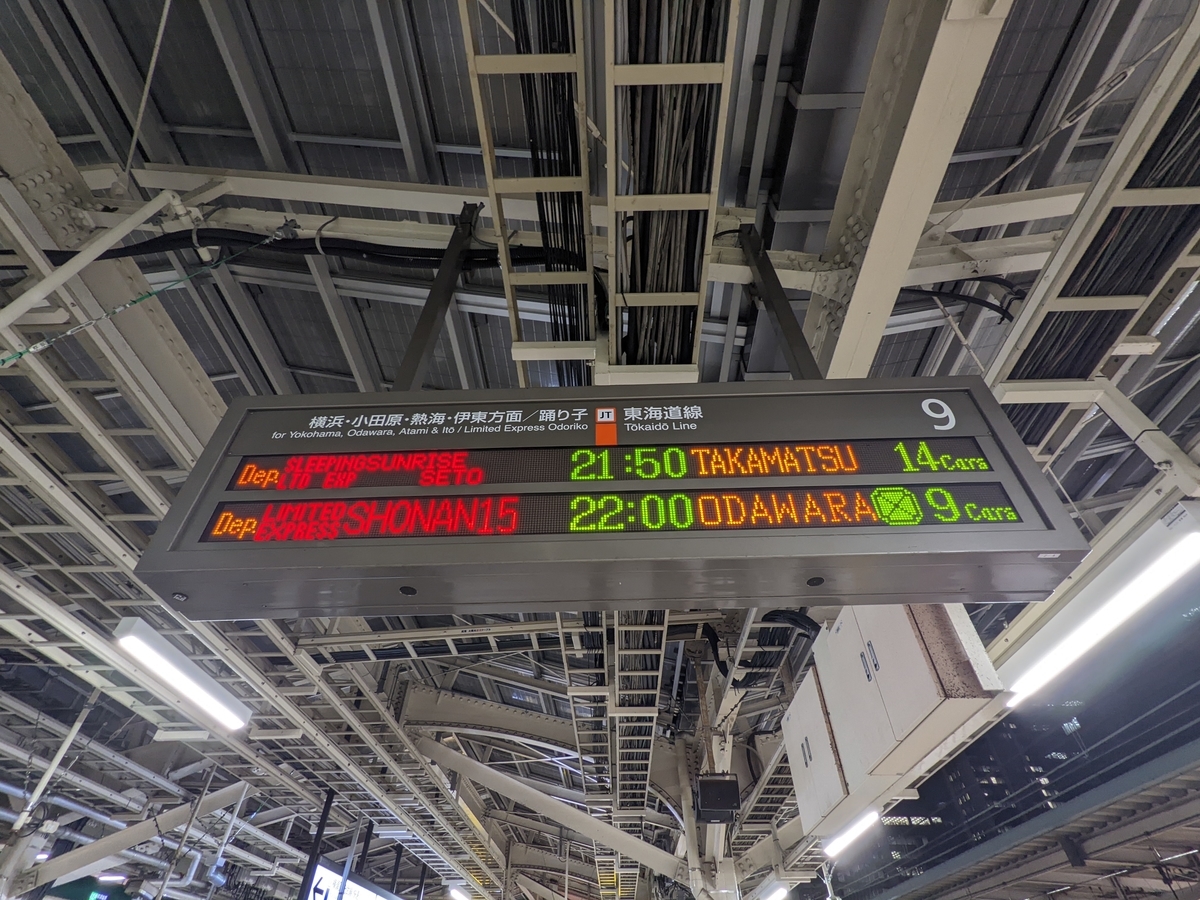 横浜・小田原・熱海・伊東方面／踊り子 JT 東海道線 9
for Yokohama, Odawara, Atami & Itō / Limited Express Odoriko Tōkaidō Line
Dep. SLEEPING LTD EXP SUNRISE SETO 21:50 TAKAMATSU 14 Cars
Dep. LIMITED EXPRESS SHONAN15 22:00 ODAWARA 9 Cars